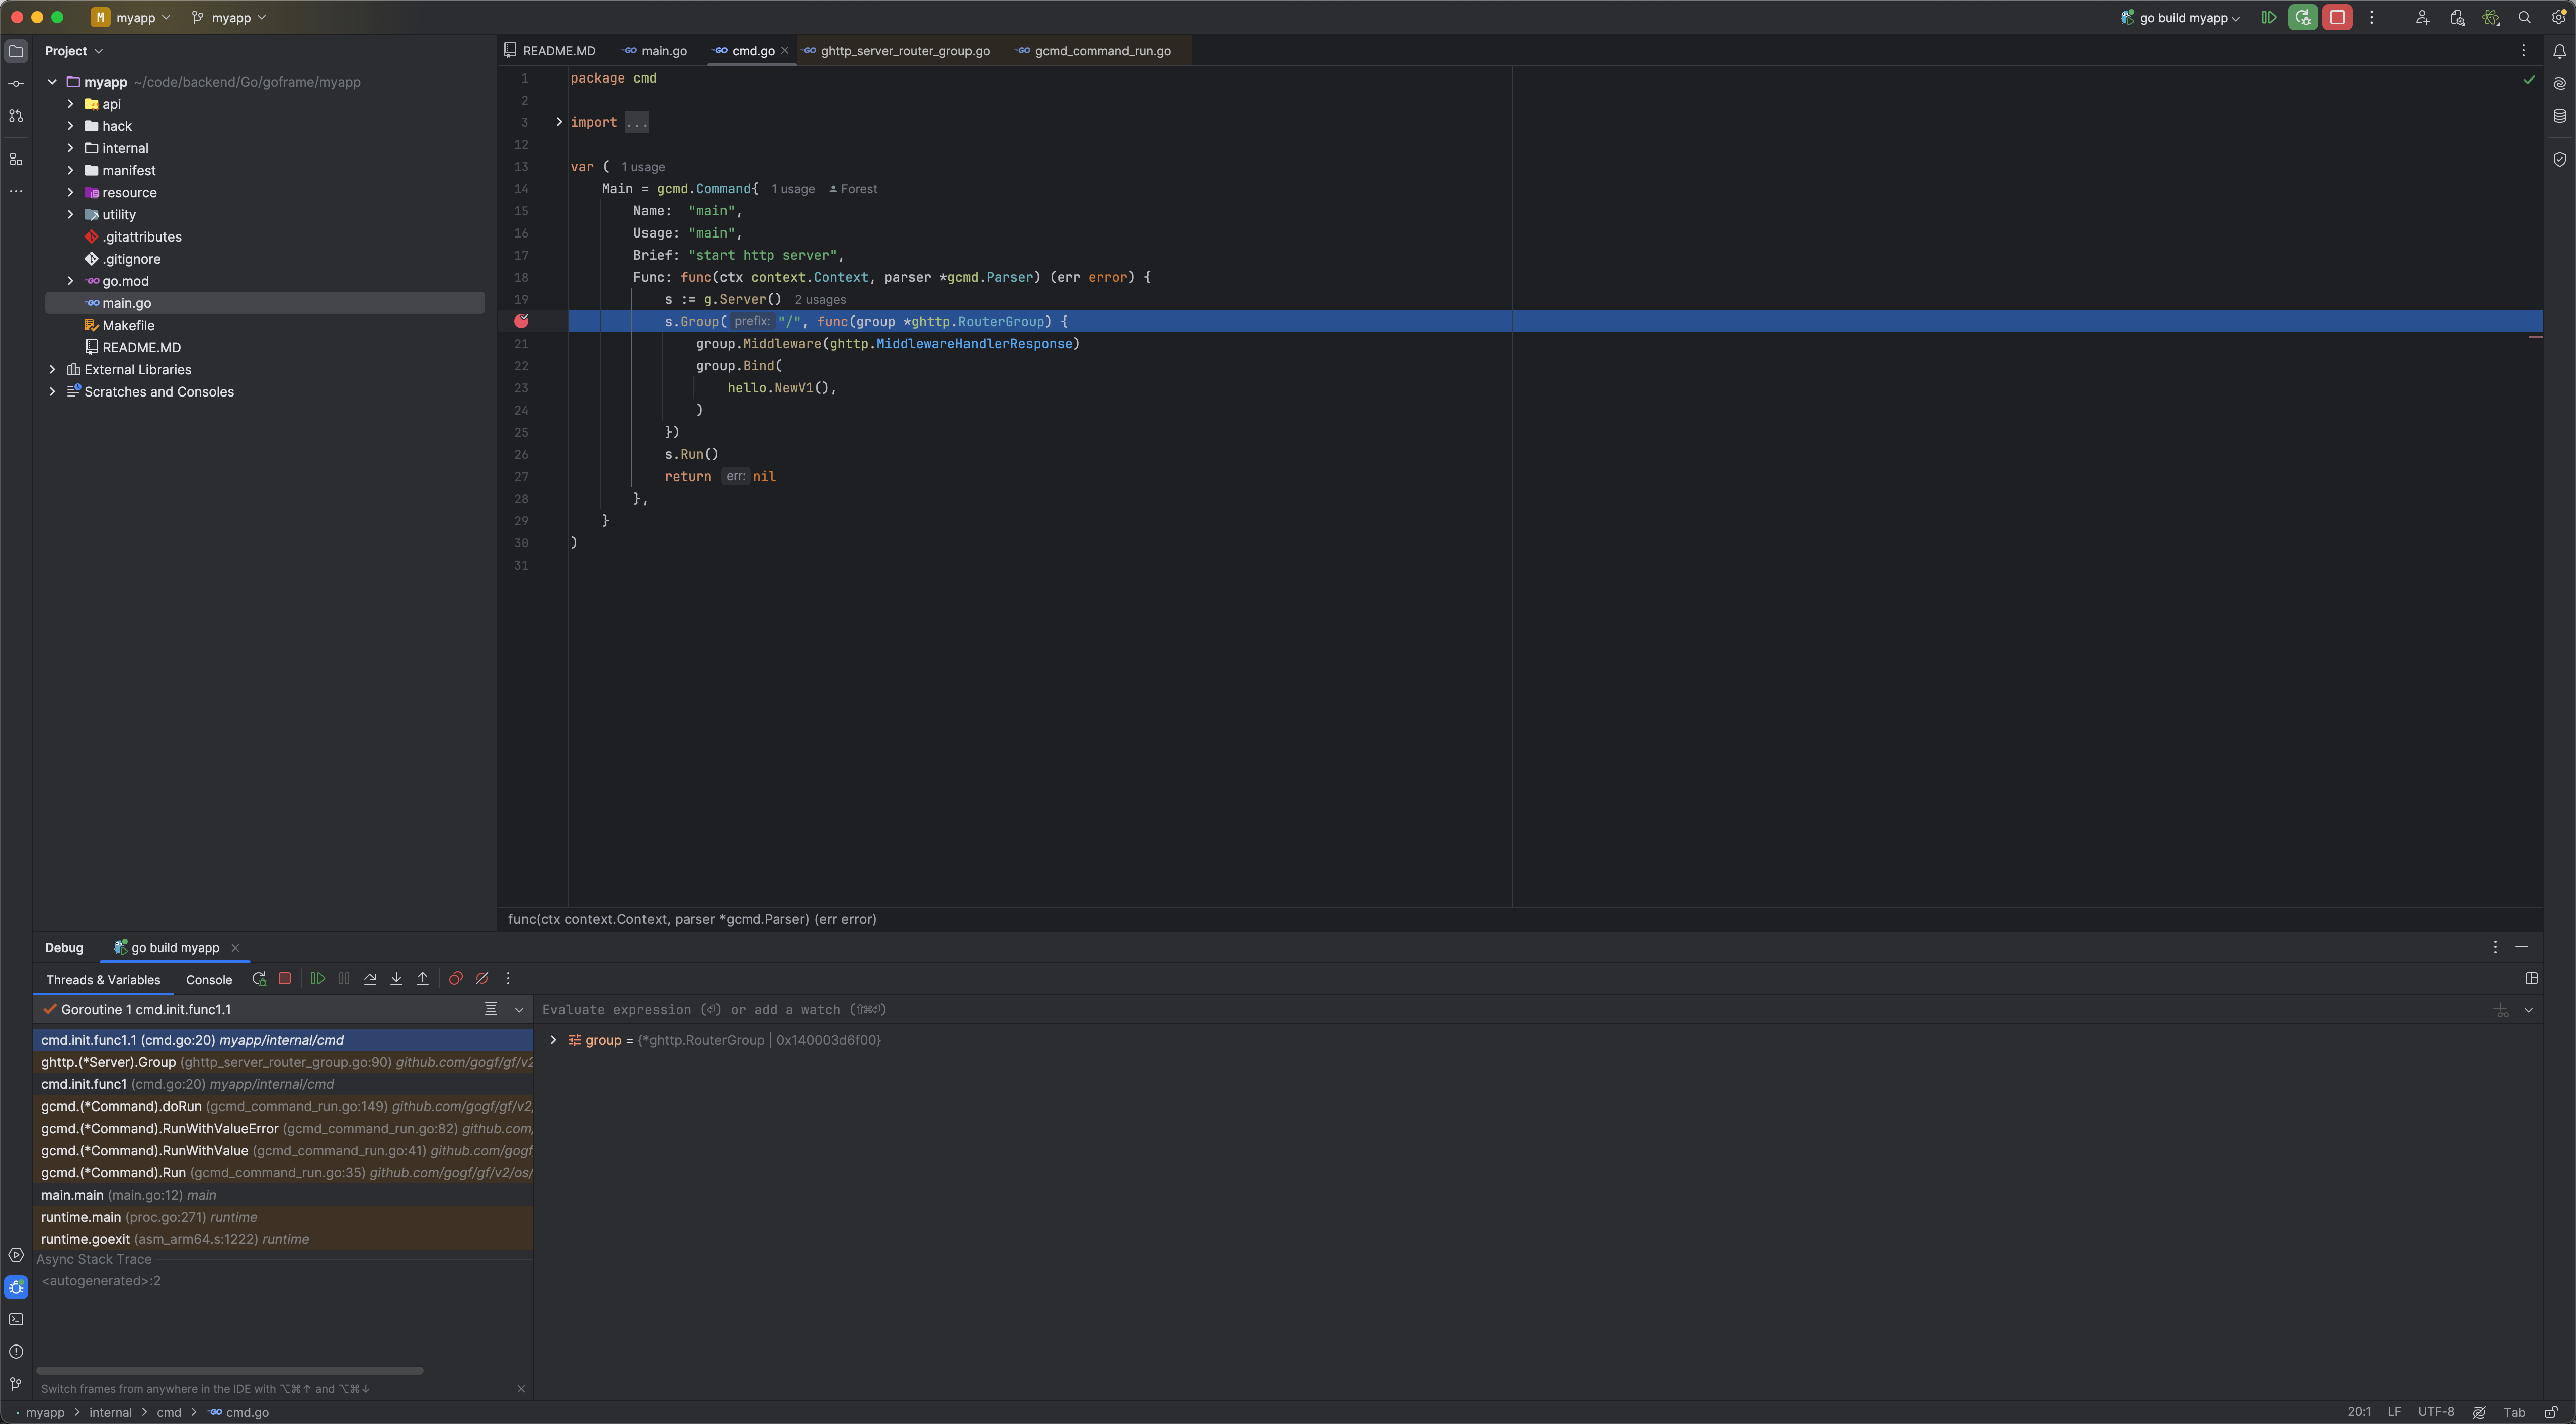 M myapp myapp go build myapp
Project
README.MD main.go cmd.go ghttp_server_router_group.go gcmd_command_run.go
myapp ~/code/backend/Go/goframe/myapp
api
hack
internal
manifest
resource
utility
.gitattributes
.gitignore
go.mod
main.go
Makefile
README.MD
External Libraries
Scratches and Consoles
1 package cmd
2
3 import ...
12
13 var ( 1 usage
14 Main = gcmd.Command{ 1 usage Forest
15 Name: "main",
16 Usage: "main",
17 Brief: "start http server",
18 Func: func(ctx context.Context, parser *gcmd.Parser) (err error) {
19 s := g.Server() 2 usages
s.Group( prefix: "/", func(group *ghttp.RouterGroup) {
21 group.Middleware(ghttp.MiddlewareHandlerResponse)
22 group.Bind(
23 hello.NewV1(),
24 )
25 })
26 s.Run()
27 return err: nil
28 },
29 }
30 )
31
func(ctx context.Context, parser *gcmd.Parser) (err error)
Debug go build myapp
Threads & Variables Console
Goroutine 1 cmd.init.func1.1
cmd.init.func1.1 (cmd.go:20) myapp/internal/cmd
ghttp.(*Server).Group (ghttp_server_router_group.go:90) github.com/gogf/gf/v2
cmd.init.func1 (cmd.go:20) myapp/internal/cmd
gcmd.(*Command).doRun (gcmd_command_run.go:149) github.com/gogf/gf/v2/
gcmd.(*Command).RunWithValueError (gcmd_command_run.go:82) github.com/
gcmd.(*Command).RunWithValue (gcmd_command_run.go:41) github.com/gogf/
gcmd.(*Command).Run (gcmd_command_run.go:35) github.com/gogf/gf/v2/os/
main.main (main.go:12) main
runtime.main (proc.go:271) runtime
runtime.goexit (asm_arm64.s:1222) runtime
Async Stack Trace
<autogenerated>:2
Switch frames from anywhere in the IDE with ⌥⌘↑ and ⌥⌘↓
Evaluate expression (⏎) or add a watch (⇧⌘⏎)
group = {*ghttp.RouterGroup | 0x140003d6f00}
myapp > internal > cmd > cmd.go
20:1 LF UTF-8 Tab